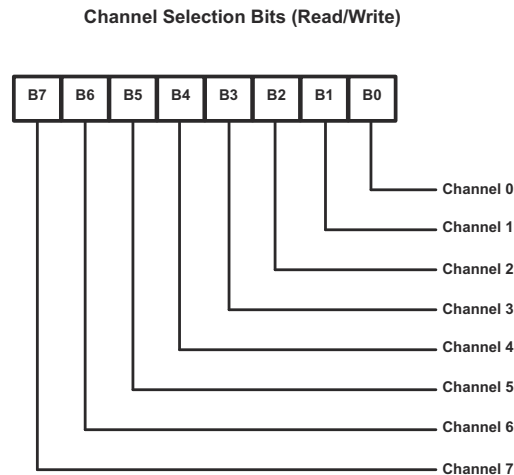 Channel Selection Bits (Read/Write)
B7 B6 B5 B4 B3 B2 B1 B0
Channel 0
Channel 1
Channel 2
Channel 3
Channel 4
Channel 5
Channel 6
Channel 7